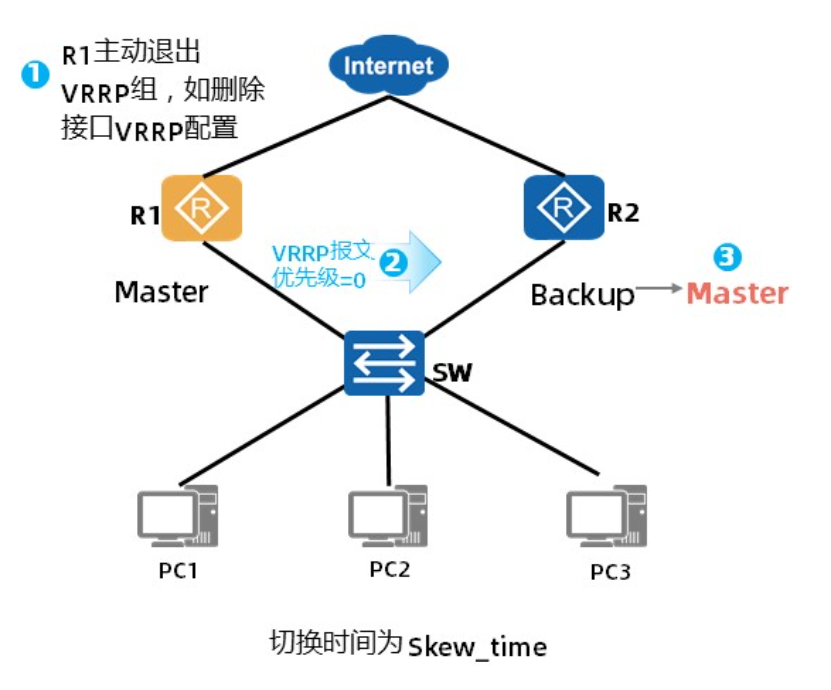 1
R1主动退出
VRRP组，如删除
接口VRRP配置
Internet
R
R1
R
R2
VRRP报文
优先级=0
2
3
Master
Backup
Master
SW
PC1
PC2
PC3
切换时间为Skew_time